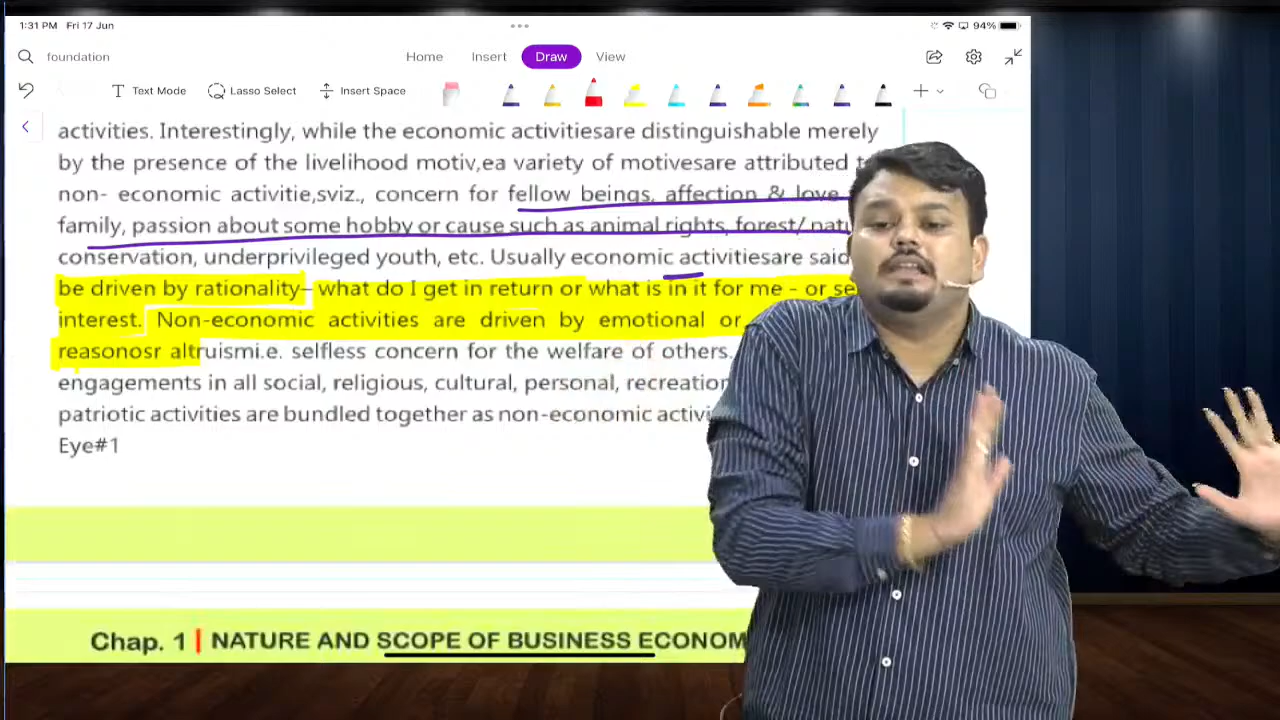 1:31 PM Fri 17 Jun
94%
foundation
Home Insert Draw View
Text Mode Lasso Select Insert Space
activities. Interestingly, while the economic activitiesare distinguishable merely
by the presence of the livelihood motiv,ea variety of motivesare attributed
non- economic activitie,sviz., concern for fellow beings, affection & love
family, passion about some hobby or cause such as animal rights, forest/
conservation, underprivileged youth, etc. Usually economic activitiesare said
be driven by rationality– what do I get in return or what is in it for me - or
interest. Non-economic activities are driven by emotional or
reasonosr altruismi.e. selfless concern for the welfare of others.
engagements in all social, religious, cultural, personal,
patriotic activities are bundled together as non-economic
Eye#1
Chap. 1 | NATURE AND SCOPE OF BUSINESS